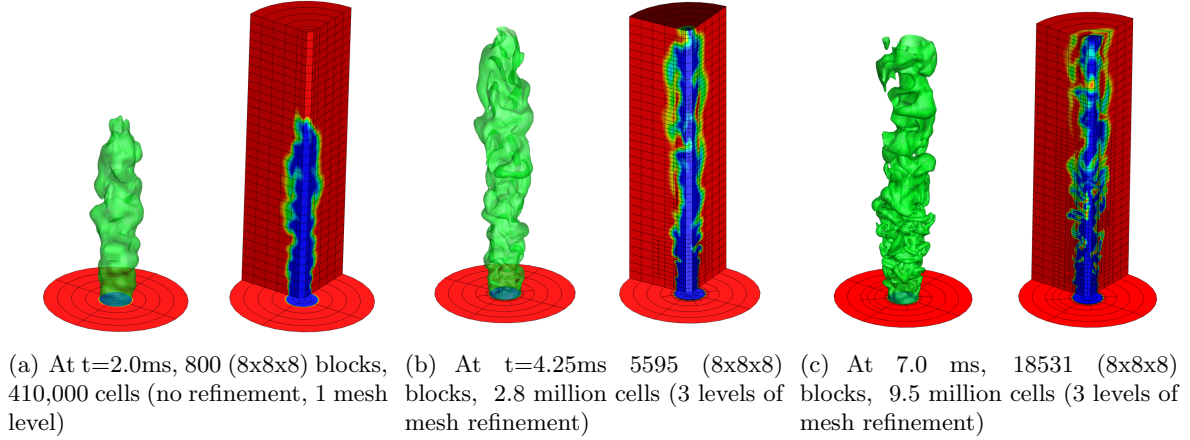 (a) At t=2.0ms, 800 (8x8x8) blocks,
410,000 cells (no refinement, 1 mesh
level)
(b) At t=4.25ms 5595 (8x8x8)
blocks, 2.8 million cells (3 levels of
mesh refinement)
(c) At 7.0 ms, 18531 (8x8x8)
blocks, 9.5 million cells (3 levels of
mesh refinement)